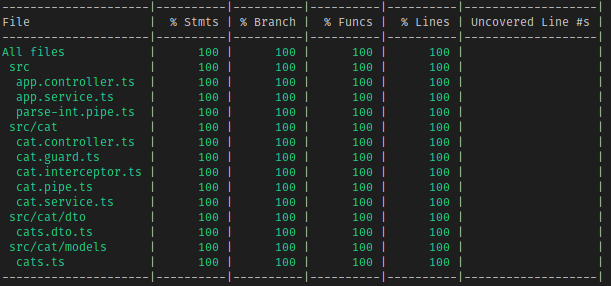 --------------------|---------|----------|---------|---------|-------------------
File                | % Stmts | % Branch | % Funcs | % Lines | Uncovered Line #s
--------------------|---------|----------|---------|---------|-------------------
All files           |     100 |      100 |     100 |     100 |
 src                |     100 |      100 |     100 |     100 |
  app.controller.ts |     100 |      100 |     100 |     100 |
  app.service.ts    |     100 |      100 |     100 |     100 |
  parse-int.pipe.ts |     100 |      100 |     100 |     100 |
 src/cat            |     100 |      100 |     100 |     100 |
  cat.controller.ts |     100 |      100 |     100 |     100 |
  cat.guard.ts      |     100 |      100 |     100 |     100 |
  cat.interceptor.ts |     100 |      100 |     100 |     100 |
  cat.pipe.ts       |     100 |      100 |     100 |     100 |
  cat.service.ts    |     100 |      100 |     100 |     100 |
 src/cat/dto        |     100 |      100 |     100 |     100 |
  cats.dto.ts       |     100 |      100 |     100 |     100 |
 src/cat/models     |     100 |      100 |     100 |     100 |
  cats.ts           |     100 |      100 |     100 |     100 |
--------------------|---------|----------|---------|---------|-------------------